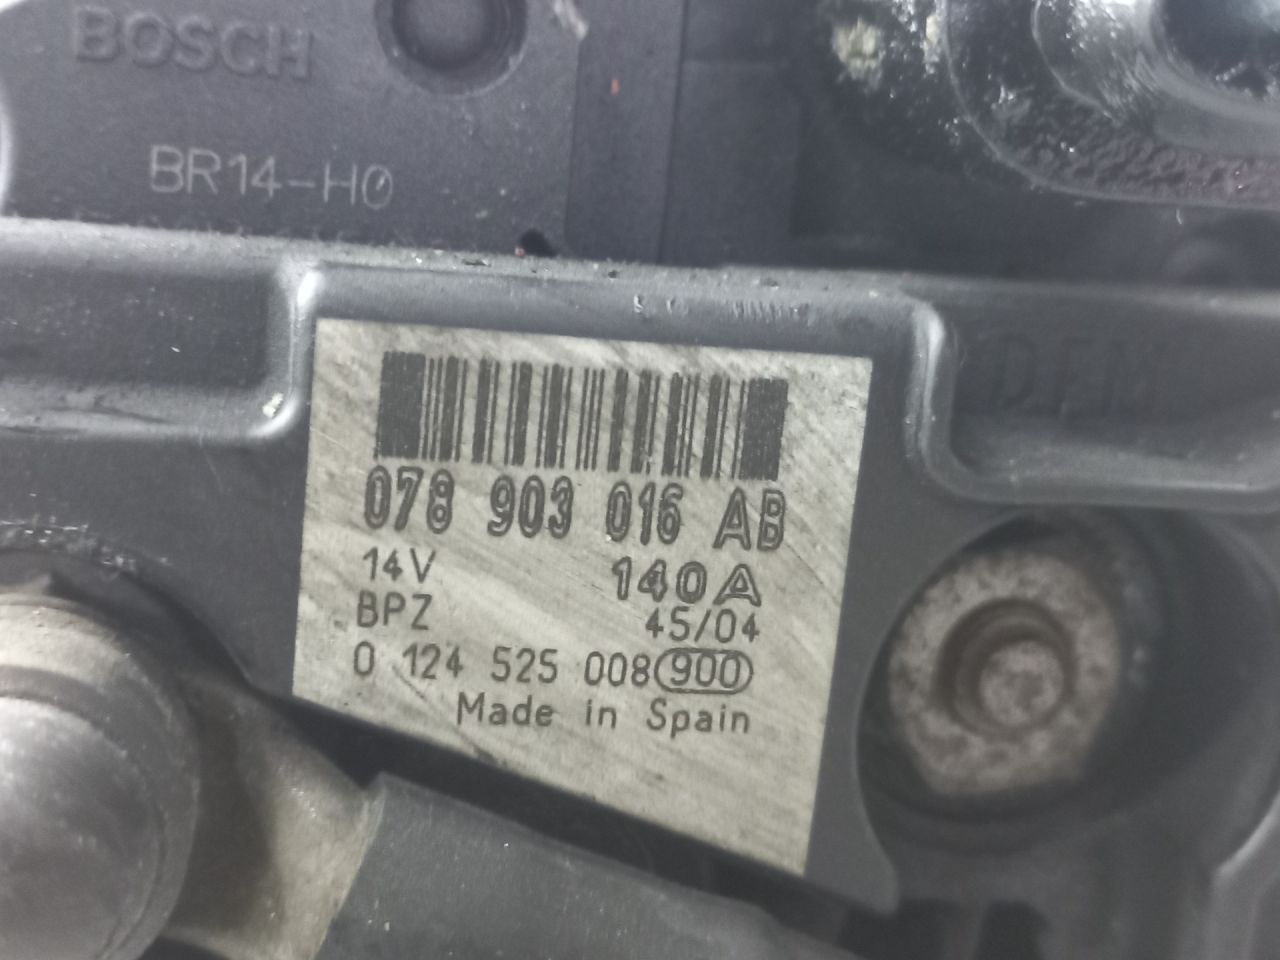 BOSCH
BR14-H0
DFM
078 903 016 AB
14V 140A
BPZ 45/04
0 124 525 008 900
Made in Spain